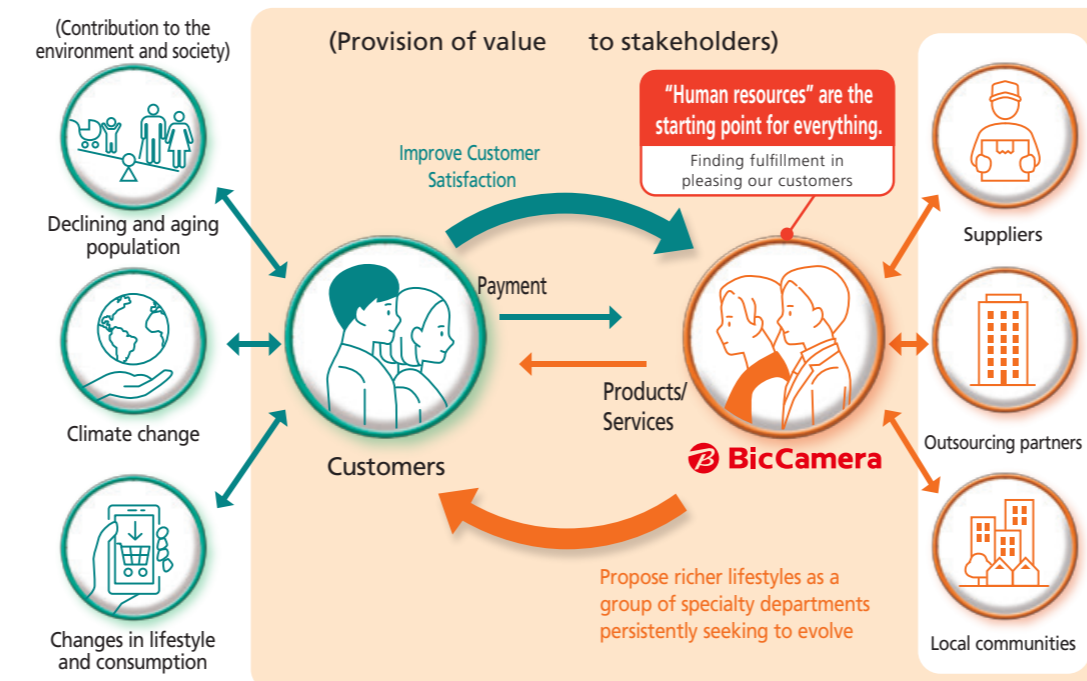 (Contribution to the
environment and society)
Declining and aging
population
Climate change
Changes in lifestyle
and consumption
(Provision of value to stakeholders)
Improve Customer
Satisfaction
"Human resources" are the
starting point for everything.
Finding fulfillment in
pleasing our customers
Payment
Products/
Services
Customers
B BicCamera
Propose richer lifestyles as a
group of specialty departments
persistently seeking to evolve
Suppliers
Outsourcing partners
Local communities